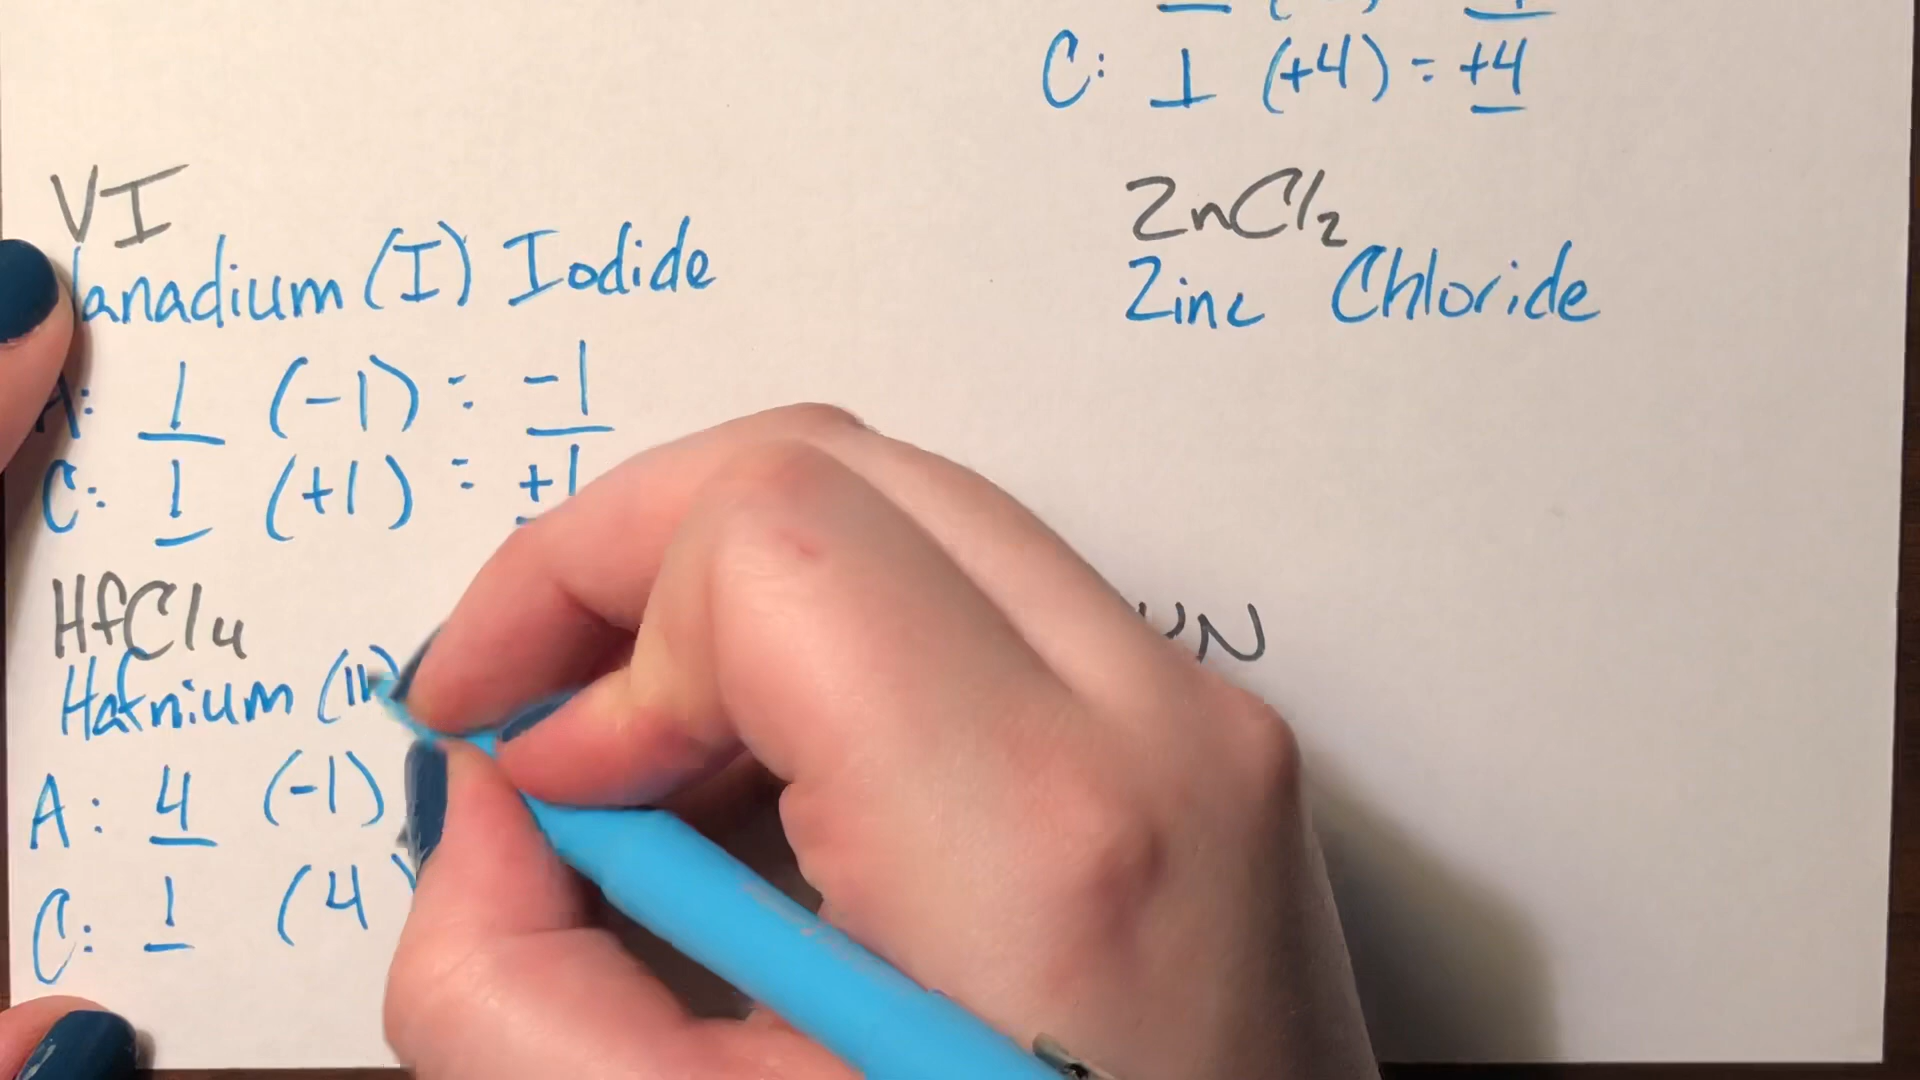 C: 1 (+4) = +4
VI
Vanadium (I) Iodide
A: 1 (-1) = -1
C: 1 (+1) = +1
HfCl4
Hafnium
A: 4 (-1)
C: 1 (4)
ZnCl2
Zinc Chloride